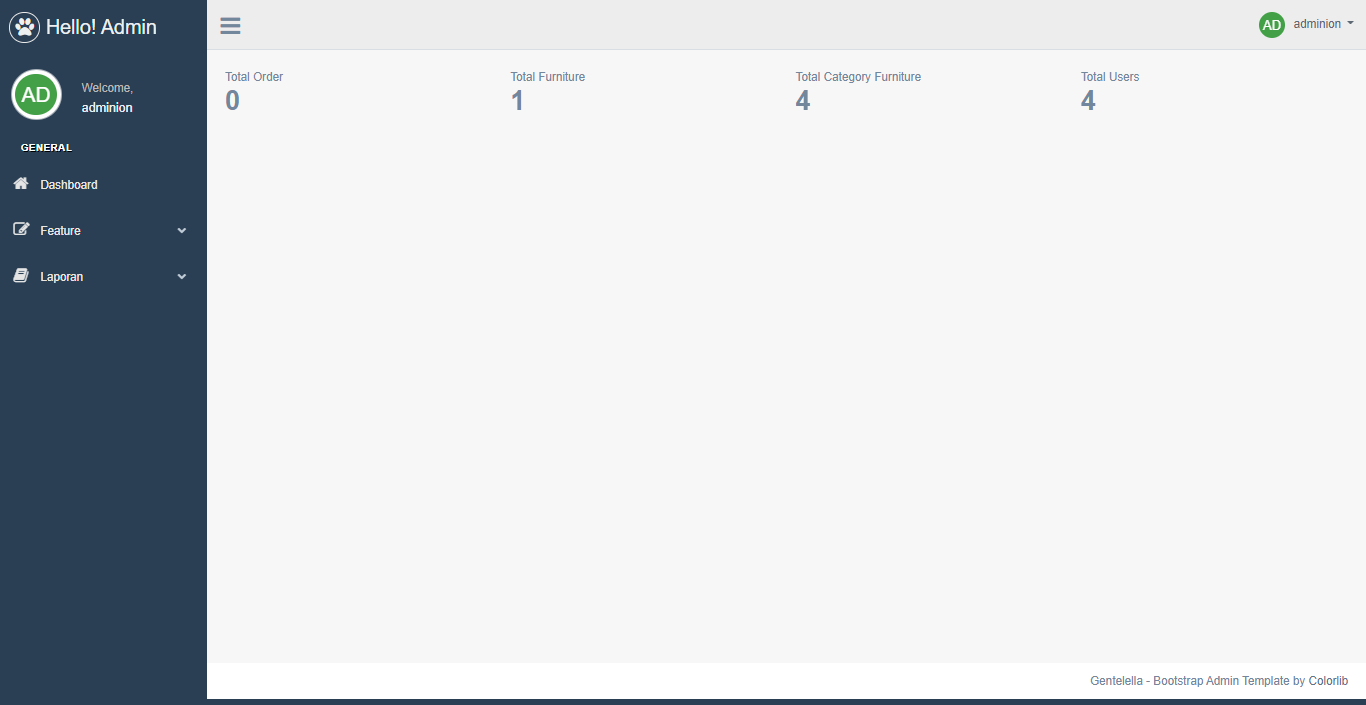 Hello! Admin
AD
Welcome,
adminion
GENERAL
Dashboard
Feature
Laporan
AD adminion
Total Order
0
Total Furniture
1
Total Category Furniture
4
Total Users
4
Gentelella - Bootstrap Admin Template by Colorlib